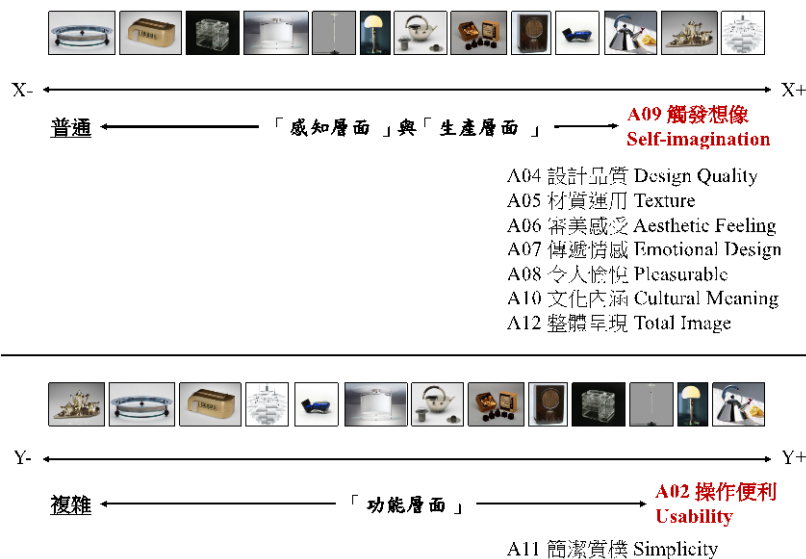 X-
X+
普通
「 感知層面 」與「 生產層面 」
A09 觸發想像
Self-imagination
A04 設計品質 Design Quality
A05 材質運用 Texture
A06 審美感受 Aesthetic Feeling
A07 傳遞情感 Emotional Design
A08 令人愉悅 Pleasurable
A10 文化內涵 Cultural Meaning
A12 整體呈現 Total Image
Y-
Y+
複雜
「 功能層面 」
A02 操作便利
Usability
A11 簡潔質樸 Simplicity